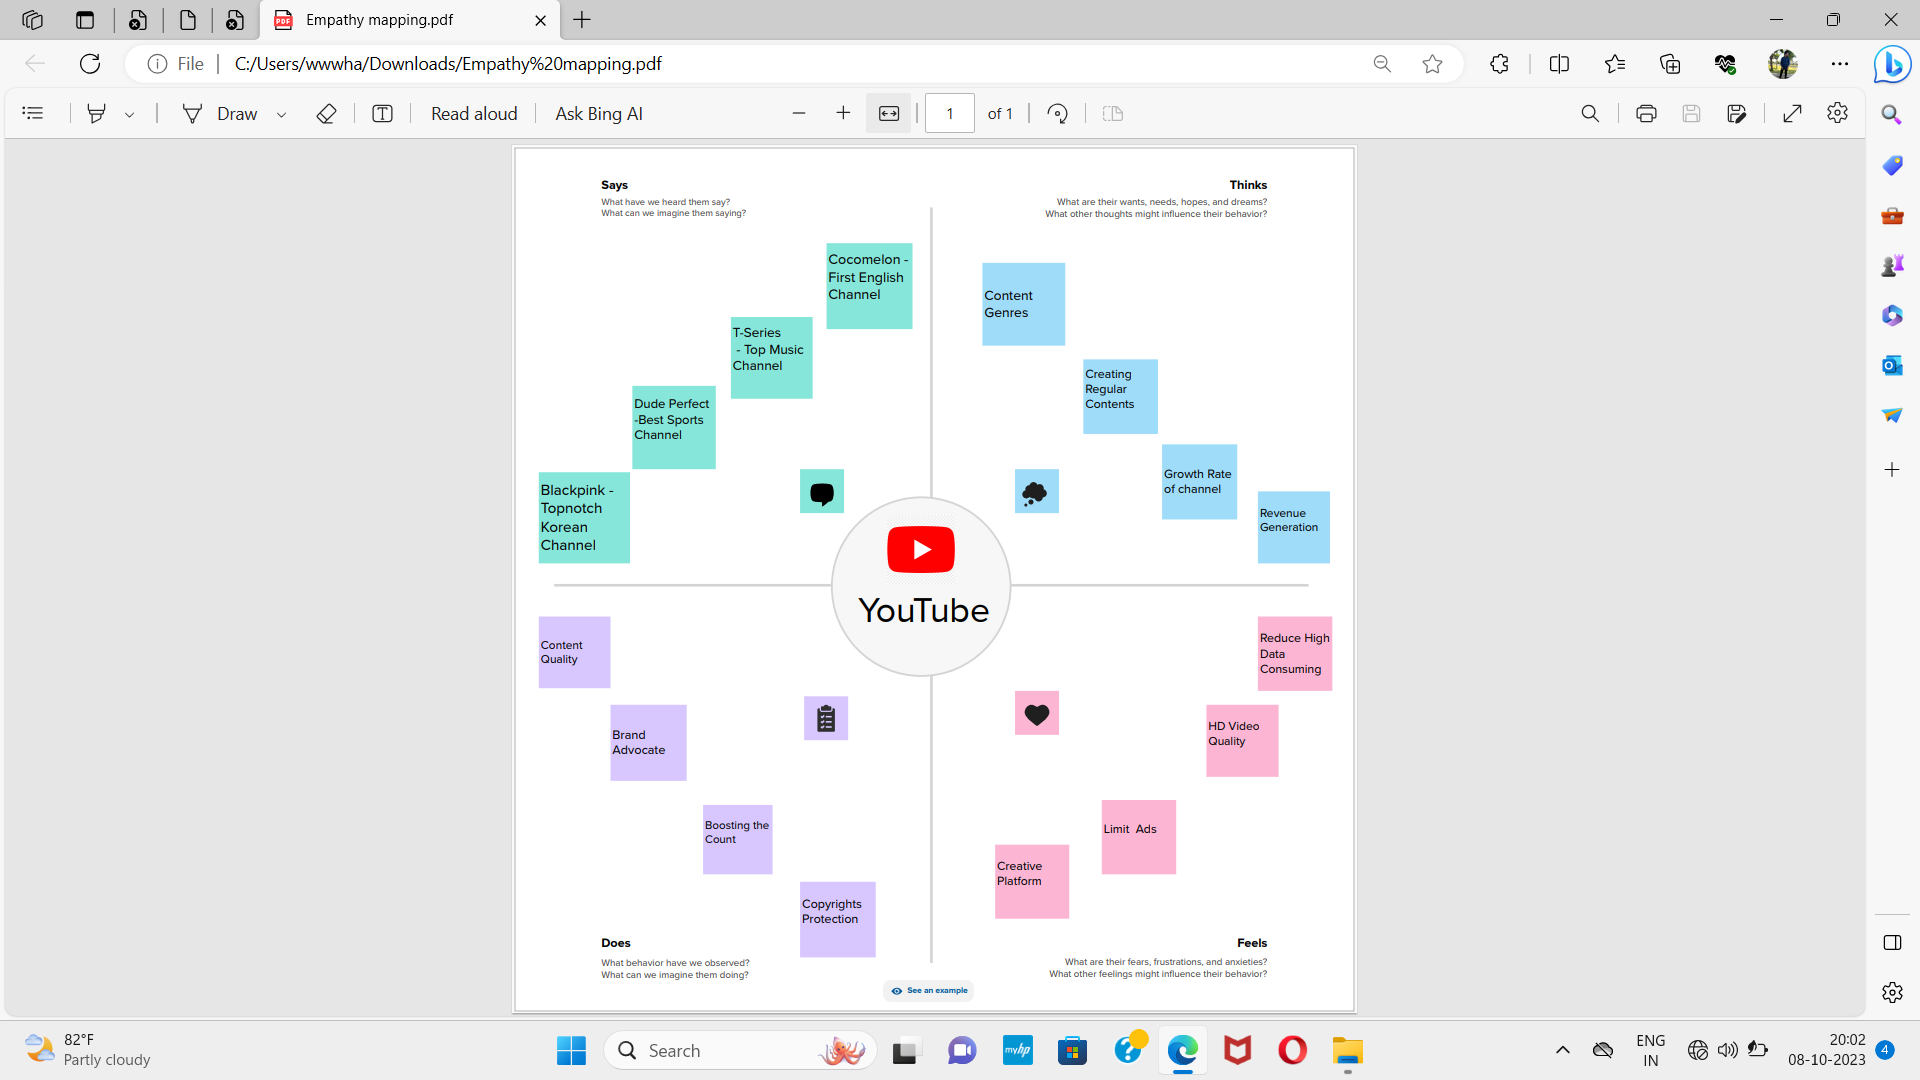 Empathy mapping.pdf
File
C:/Users/wwwha/Downloads/Empathy%20mapping.pdf
Draw
Read aloud
Ask Bing AI
1
of 1
Says
What have we heard them say?
What can we imagine them saying?
Thinks
What are their wants, needs, hopes, and dreams?
What other thoughts might influence their behavior?
Cocomelon -
First English
Channel
T-Series
- Top Music
Channel
Dude Perfect
-Best Sports
Channel
Blackpink -
Topnotch
Korean
Channel
Content
Genres
Creating
Regular
Contents
Growth Rate
of channel
Revenue
Generation
YouTube
Content
Quality
Brand
Advocate
Boosting the
Count
Copyrights
Protection
Reduce High
Data
Consuming
HD Video
Quality
Limit Ads
Creative
Platform
Does
What behavior have we observed?
What can we imagine them doing?
Feels
What are their fears, frustrations, and anxieties?
What other feelings might influence their behavior?
See an example
82°F
Partly cloudy
Search
myhp
ENG
IN
20:02
08-10-2023
4